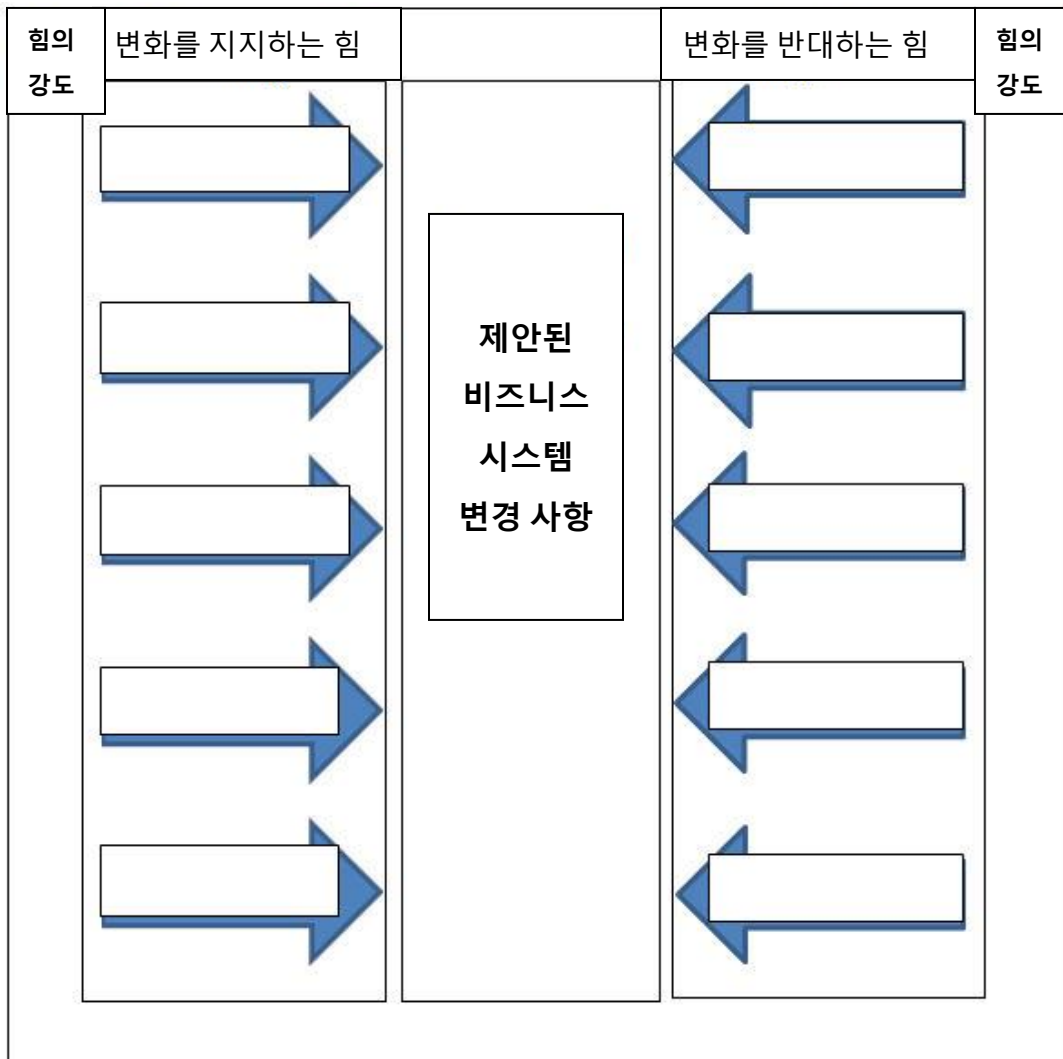 힘의
강도
변화를 지지하는 힘
변화를 반대하는 힘
힘의
강도
제안된
비즈니스
시스템
변경 사항